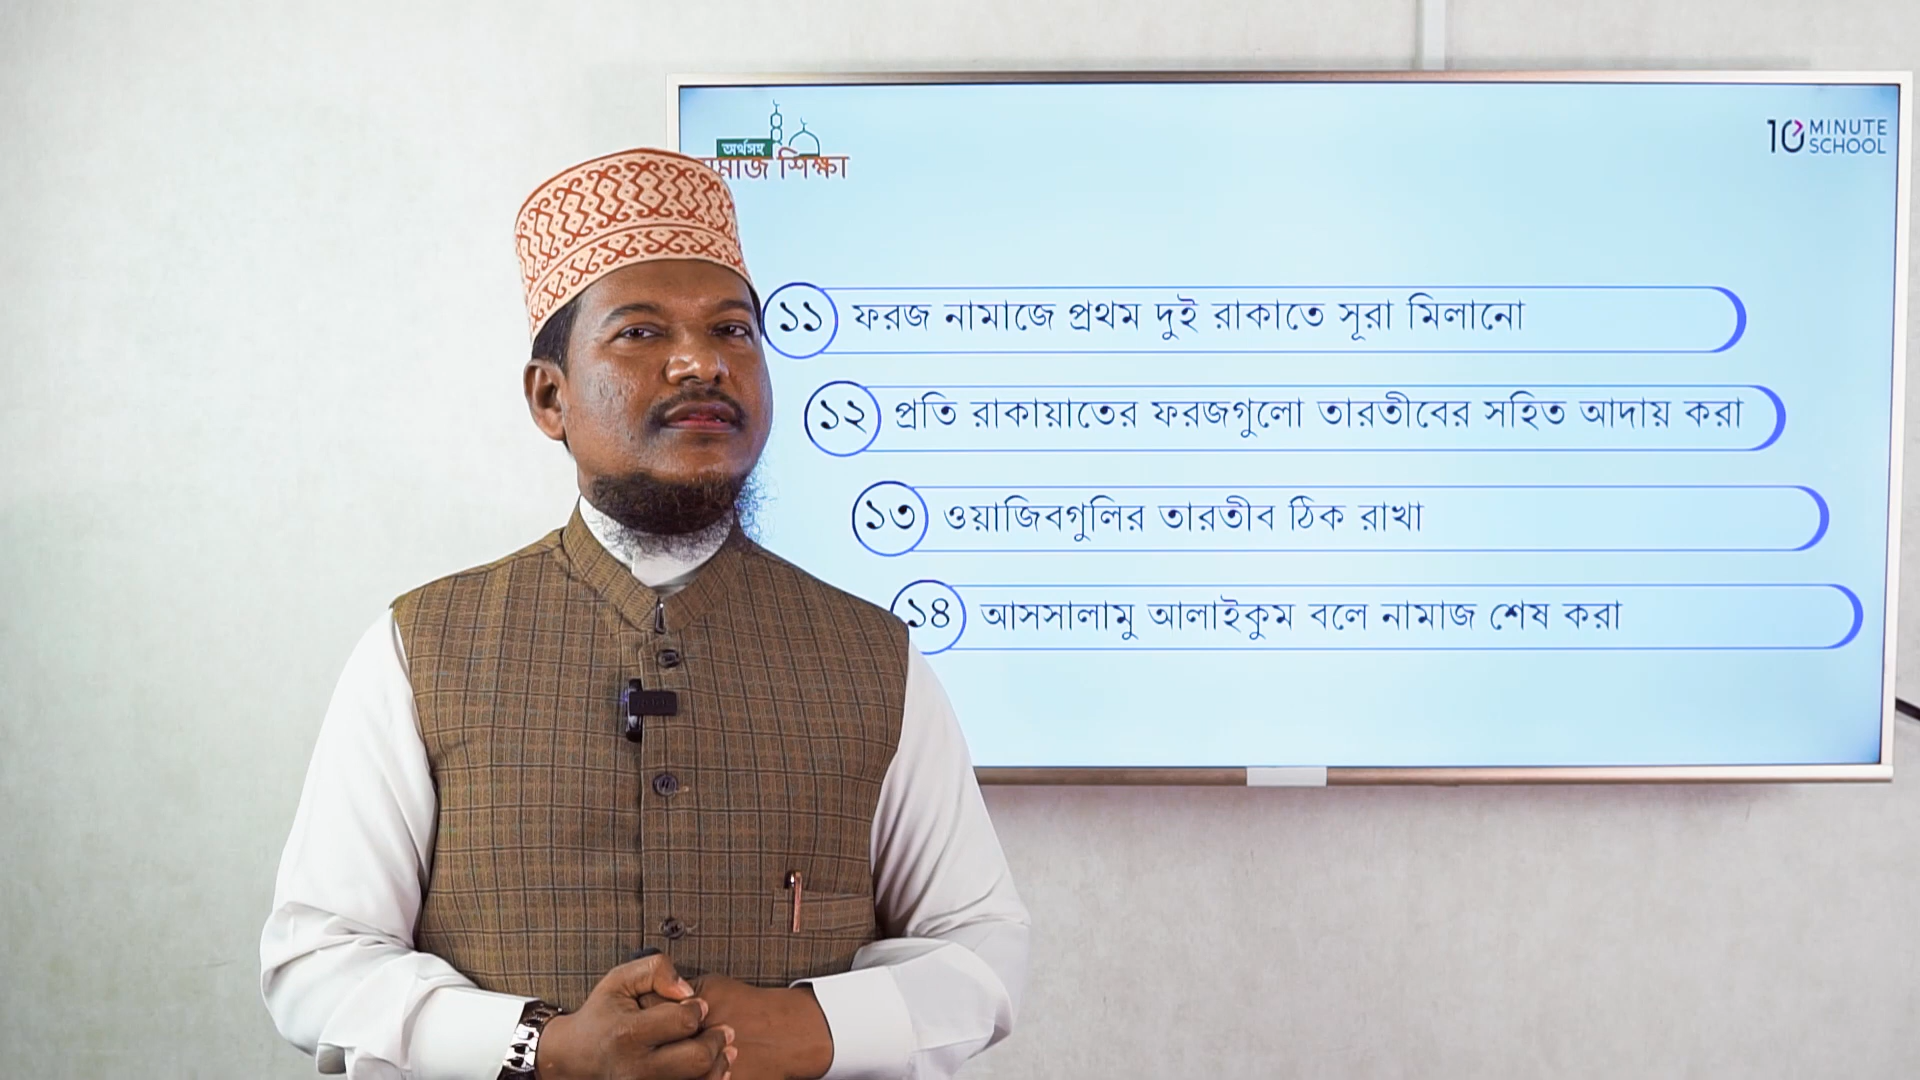 অর্থসহ
নামাজ শিক্ষা
10 MINUTE
SCHOOL
১১ ফরজ নামাজে প্রথম দুই রাকাতে সূরা মিলানো
১২ প্রতি রাকায়াতের ফরজগুলো তারতীবের সহিত আদায় করা
১৩ ওয়াজিবগুলির তারতীব ঠিক রাখা
১৪ আসসালামু আলাইকুম বলে নামাজ শেষ করা